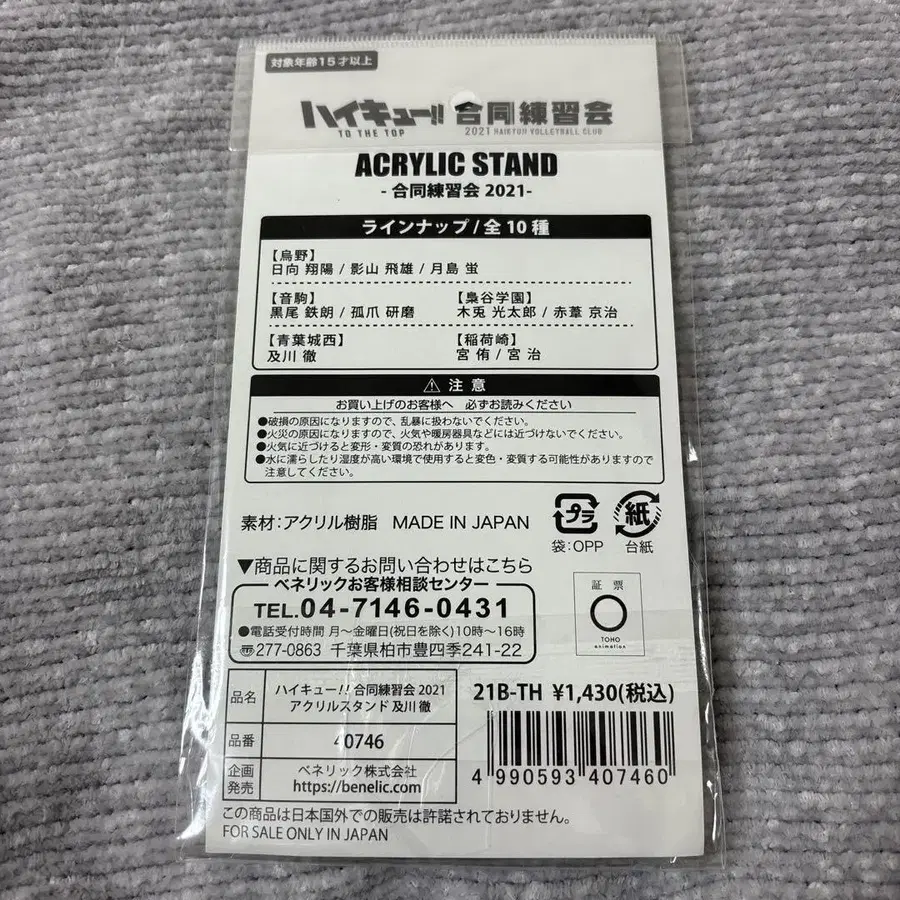 対象年齢15才以上
ハイキュー!! 合同練習会
TO THE TOP 2021 HAIKYU!! VOLLEYBALL CLUB
ACRYLIC STAND
- 合同練習会 2021-
ラインナップ / 全10種
【烏野】
日向 翔陽 / 影山 飛雄 / 月島 蛍
【音駒】 【梟谷学園】
黒尾 鉄朗 / 孤爪 研磨 木兎 光太郎 / 赤葦 京治
【青葉城西】 【稲荷崎】
及川 徹 宮 侑 / 宮 治
⚠ 注 意
お買い上げのお客様へ 必ずお読みください
●破損の原因になりますので、乱暴に扱わないでください。
●火災の原因になりますので、火気や暖房器具などには近づけないでください。
●火気に近づけると変形・変質の恐れがあります。
●水に濡らしたり湿度が高い環境で使用すると変色・変質する可能性がありますので
注意してください。
素材:アクリル樹脂 MADE IN JAPAN
プラ 紙
袋:OPP 台紙
▼商品に関するお問い合わせはこちら
ベネリックお客様相談センター
TEL.04-7146-0431
●電話受付時間 月〜金曜日(祝日を除く)10時〜16時
〠277-0863 千葉県柏市豊四季241-22
証 票
TOHO
animation
品名 ハイキュー!! 合同練習会 2021
アクリルスタンド 及川 徹
品番 40746
企画
発売 ベネリック株式会社
https://benelic.com
21B-TH ¥1,430(税込)
4 990593 407460
この商品は日本国外での販売は許諾されておりません。
FOR SALE ONLY IN JAPAN